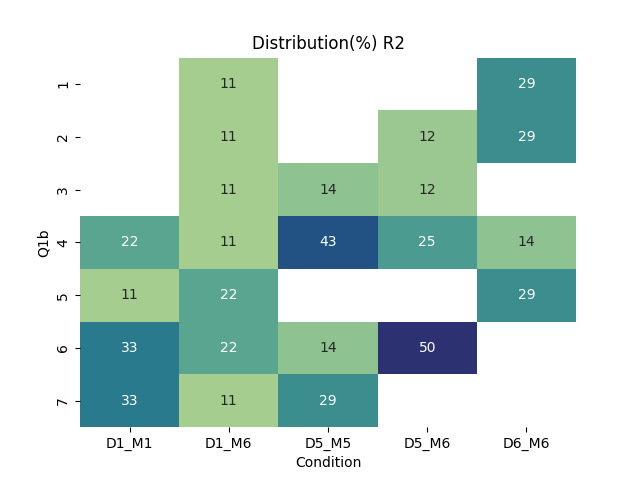 Distribution(%) R2
1 11 29
2 11 12 29
3 11 14 12
Q1b
4 22 11 43 25 14
5 11 22 29
6 33 22 14 50
7 33 11 29
D1_M1 D1_M6 D5_M5 D5_M6 D6_M6
Condition